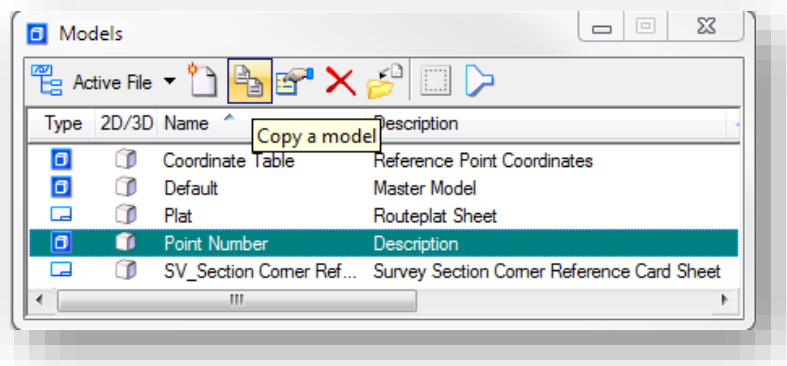 Models
Active File
Type 2D/3D Name Description
Copy a model
Coordinate Table Reference Point Coordinates
Default Master Model
Plat Routeplat Sheet
Point Number Description
SV_Section Corner Ref... Survey Section Corner Reference Card Sheet